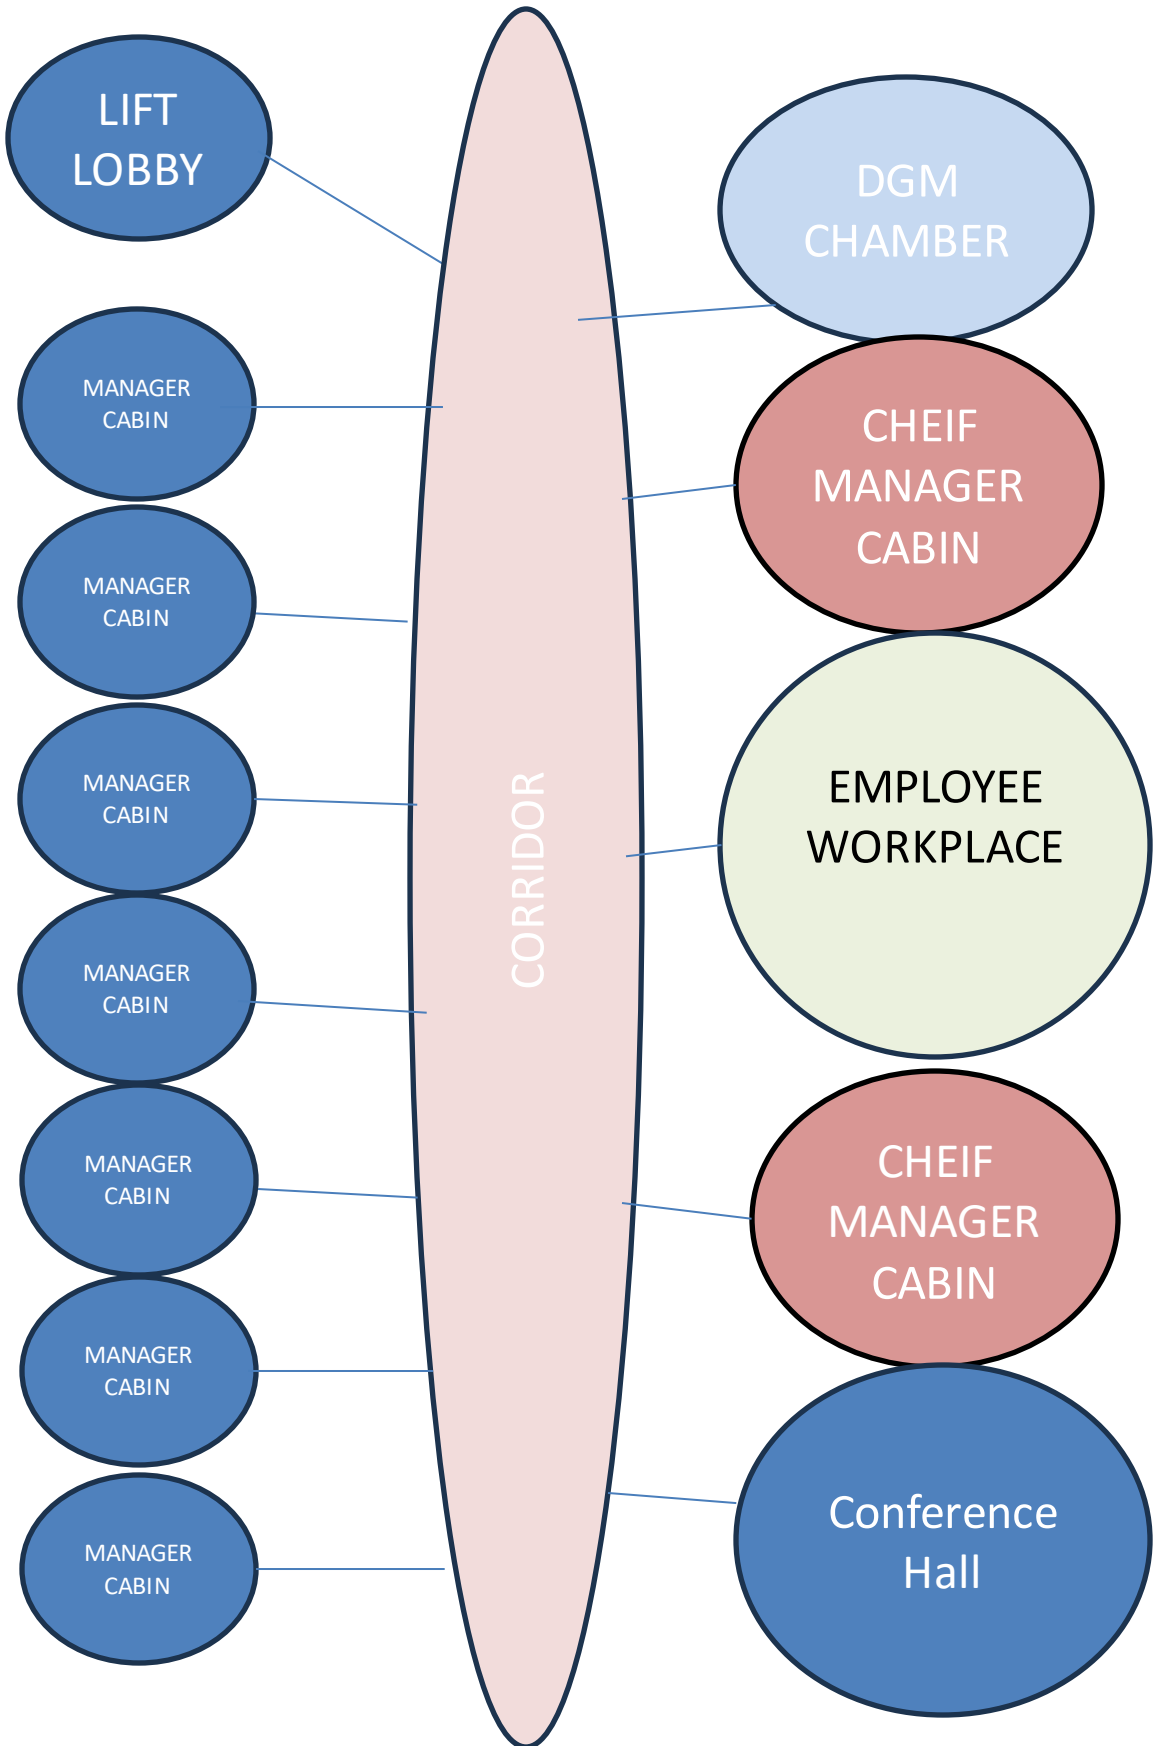 LIFT
LOBBY
MANAGER
CABIN
MANAGER
CABIN
MANAGER
CABIN
MANAGER
CABIN
MANAGER
CABIN
MANAGER
CABIN
MANAGER
CABIN
CORRIDOR
DGM
CHAMBER
CHEIF
MANAGER
CABIN
EMPLOYEE
WORKPLACE
CHEIF
MANAGER
CABIN
Conference
Hall